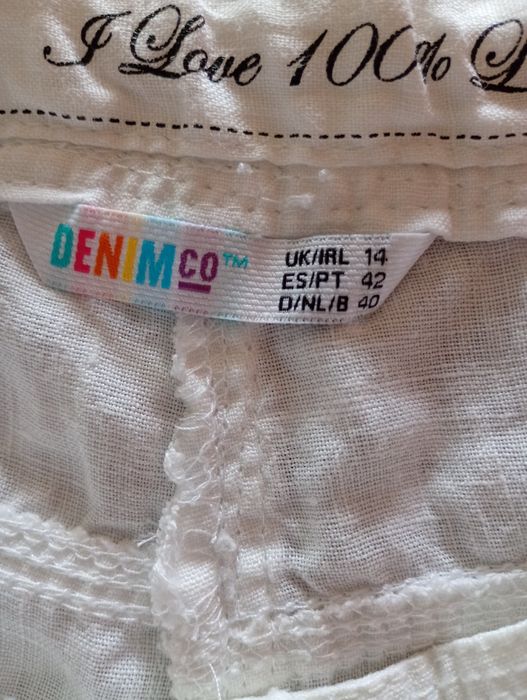 I Love 100%
DENIMCO™
UK/IRL 14
ES/PT 42
D/NL/B 40